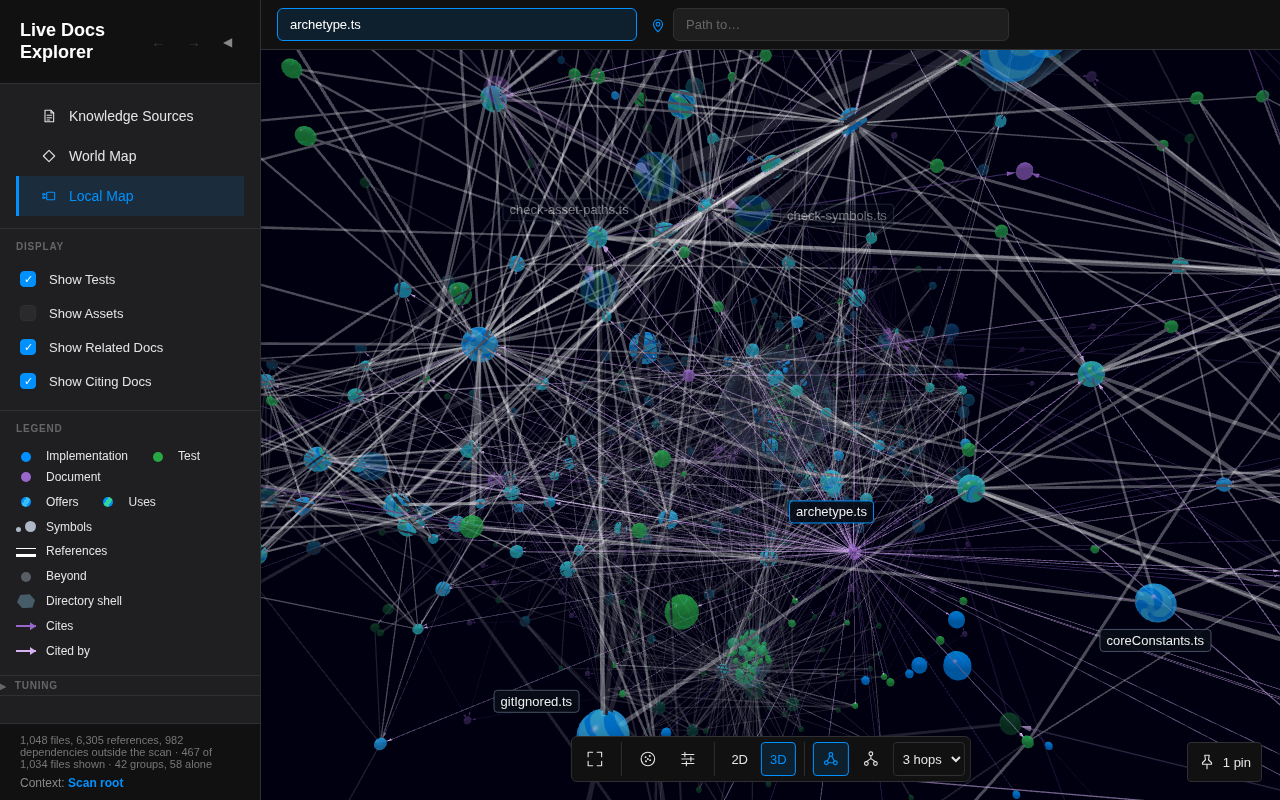 Live Docs
Explorer
← → ◀
Knowledge Sources
World Map
Local Map
DISPLAY
Show Tests
Show Assets
Show Related Docs
Show Citing Docs
LEGEND
Implementation Test
Document
Offers Uses
Symbols
References
Beyond
Directory shell
Cites
Cited by
TUNING
1,048 files, 6,305 references, 982
dependencies outside the scan · 467 of
1,034 files shown · 42 groups, 58 alone
Context: Scan root
archetype.ts
Path to…
check-asset-paths.ts
check-symbols.ts
archetype.ts
coreConstants.ts
gitIgnored.ts
2D 3D 3 hops
1 pin